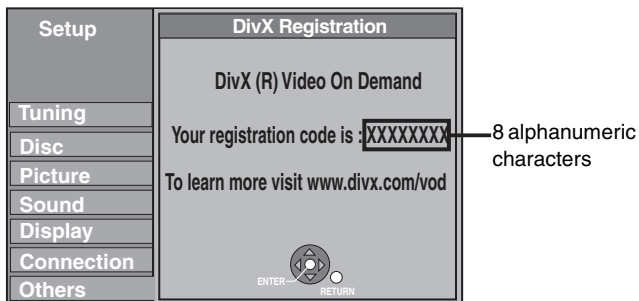 Setup
Tuning
Disc
Picture
Sound
Display
Connection
Others
DivX Registration
DivX (R) Video On Demand
Your registration code is : XXXXXXXX
To learn more visit www.divx.com/vod
ENTER
RETURN
8 alphanumeric
characters